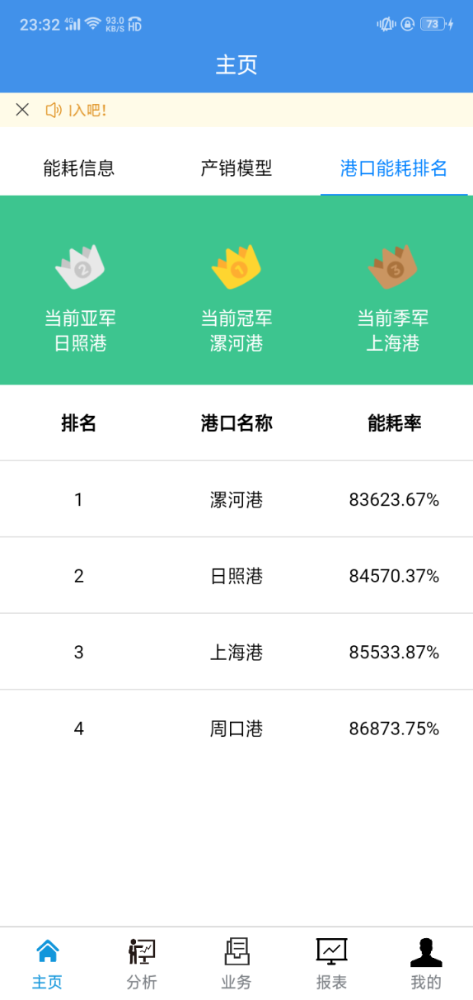 23:32 4G 93.0 KB/S HD 73
主页
入吧!
能耗信息 产销模型 港口能耗排名
2 1 3
当前亚军 当前冠军 当前季军
日照港 漯河港 上海港
排名 港口名称 能耗率
1 漯河港 83623.67%
2 日照港 84570.37%
3 上海港 85533.87%
4 周口港 86873.75%
主页 分析 业务 报表 我的